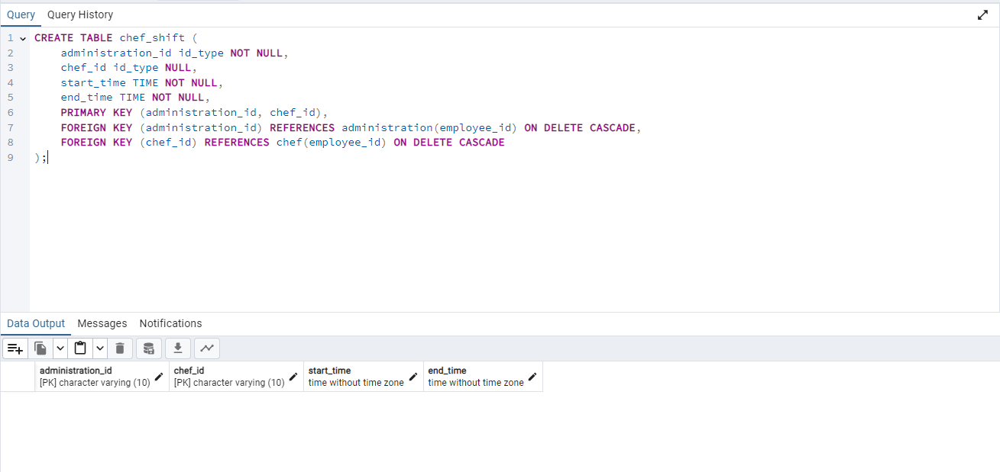 Query Query History
1 CREATE TABLE chef_shift (
2 administration_id id_type NOT NULL,
3 chef_id id_type NULL,
4 start_time TIME NOT NULL,
5 end_time TIME NOT NULL,
6 PRIMARY KEY (administration_id, chef_id),
7 FOREIGN KEY (administration_id) REFERENCES administration(employee_id) ON DELETE CASCADE,
8 FOREIGN KEY (chef_id) REFERENCES chef(employee_id) ON DELETE CASCADE
9 );
Data Output Messages Notifications
administration_id chef_id start_time end_time
[PK] character varying (10) [PK] character varying (10) time without time zone time without time zone